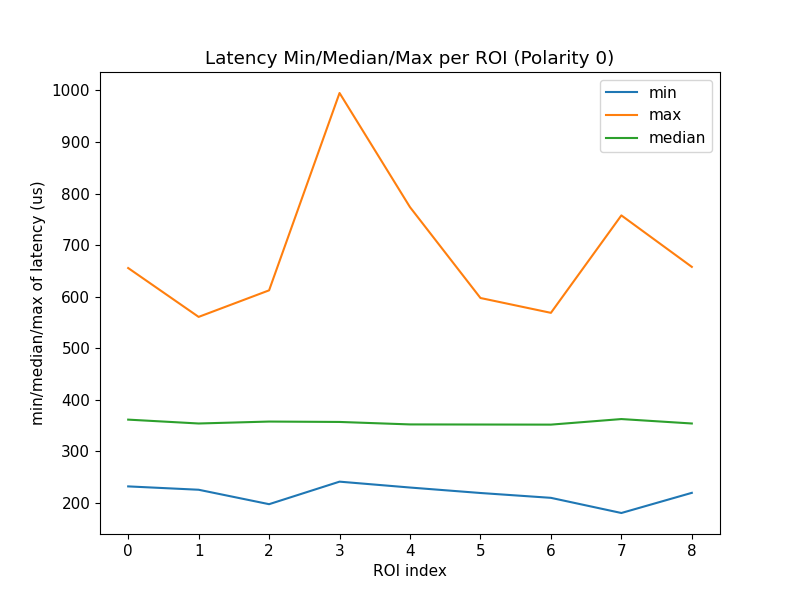 Latency Min/Median/Max per ROI (Polarity 0)
min
max
median
min/median/max of latency (us)
1000
900
800
700
600
500
400
300
200
0 1 2 3 4 5 6 7 8
ROI index